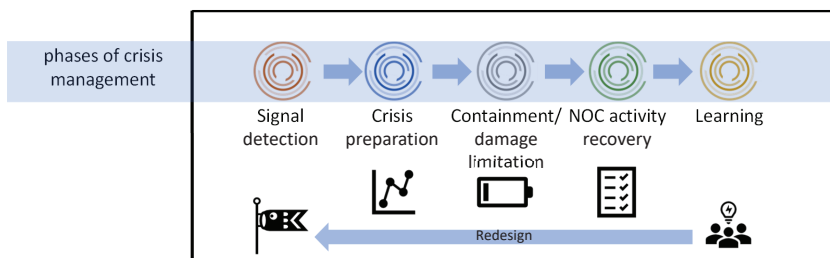 phases of crisis
management
Signal
detection
Crisis
preparation
Containment/
damage
limitation
NOC activity
recovery
Learning
Redesign